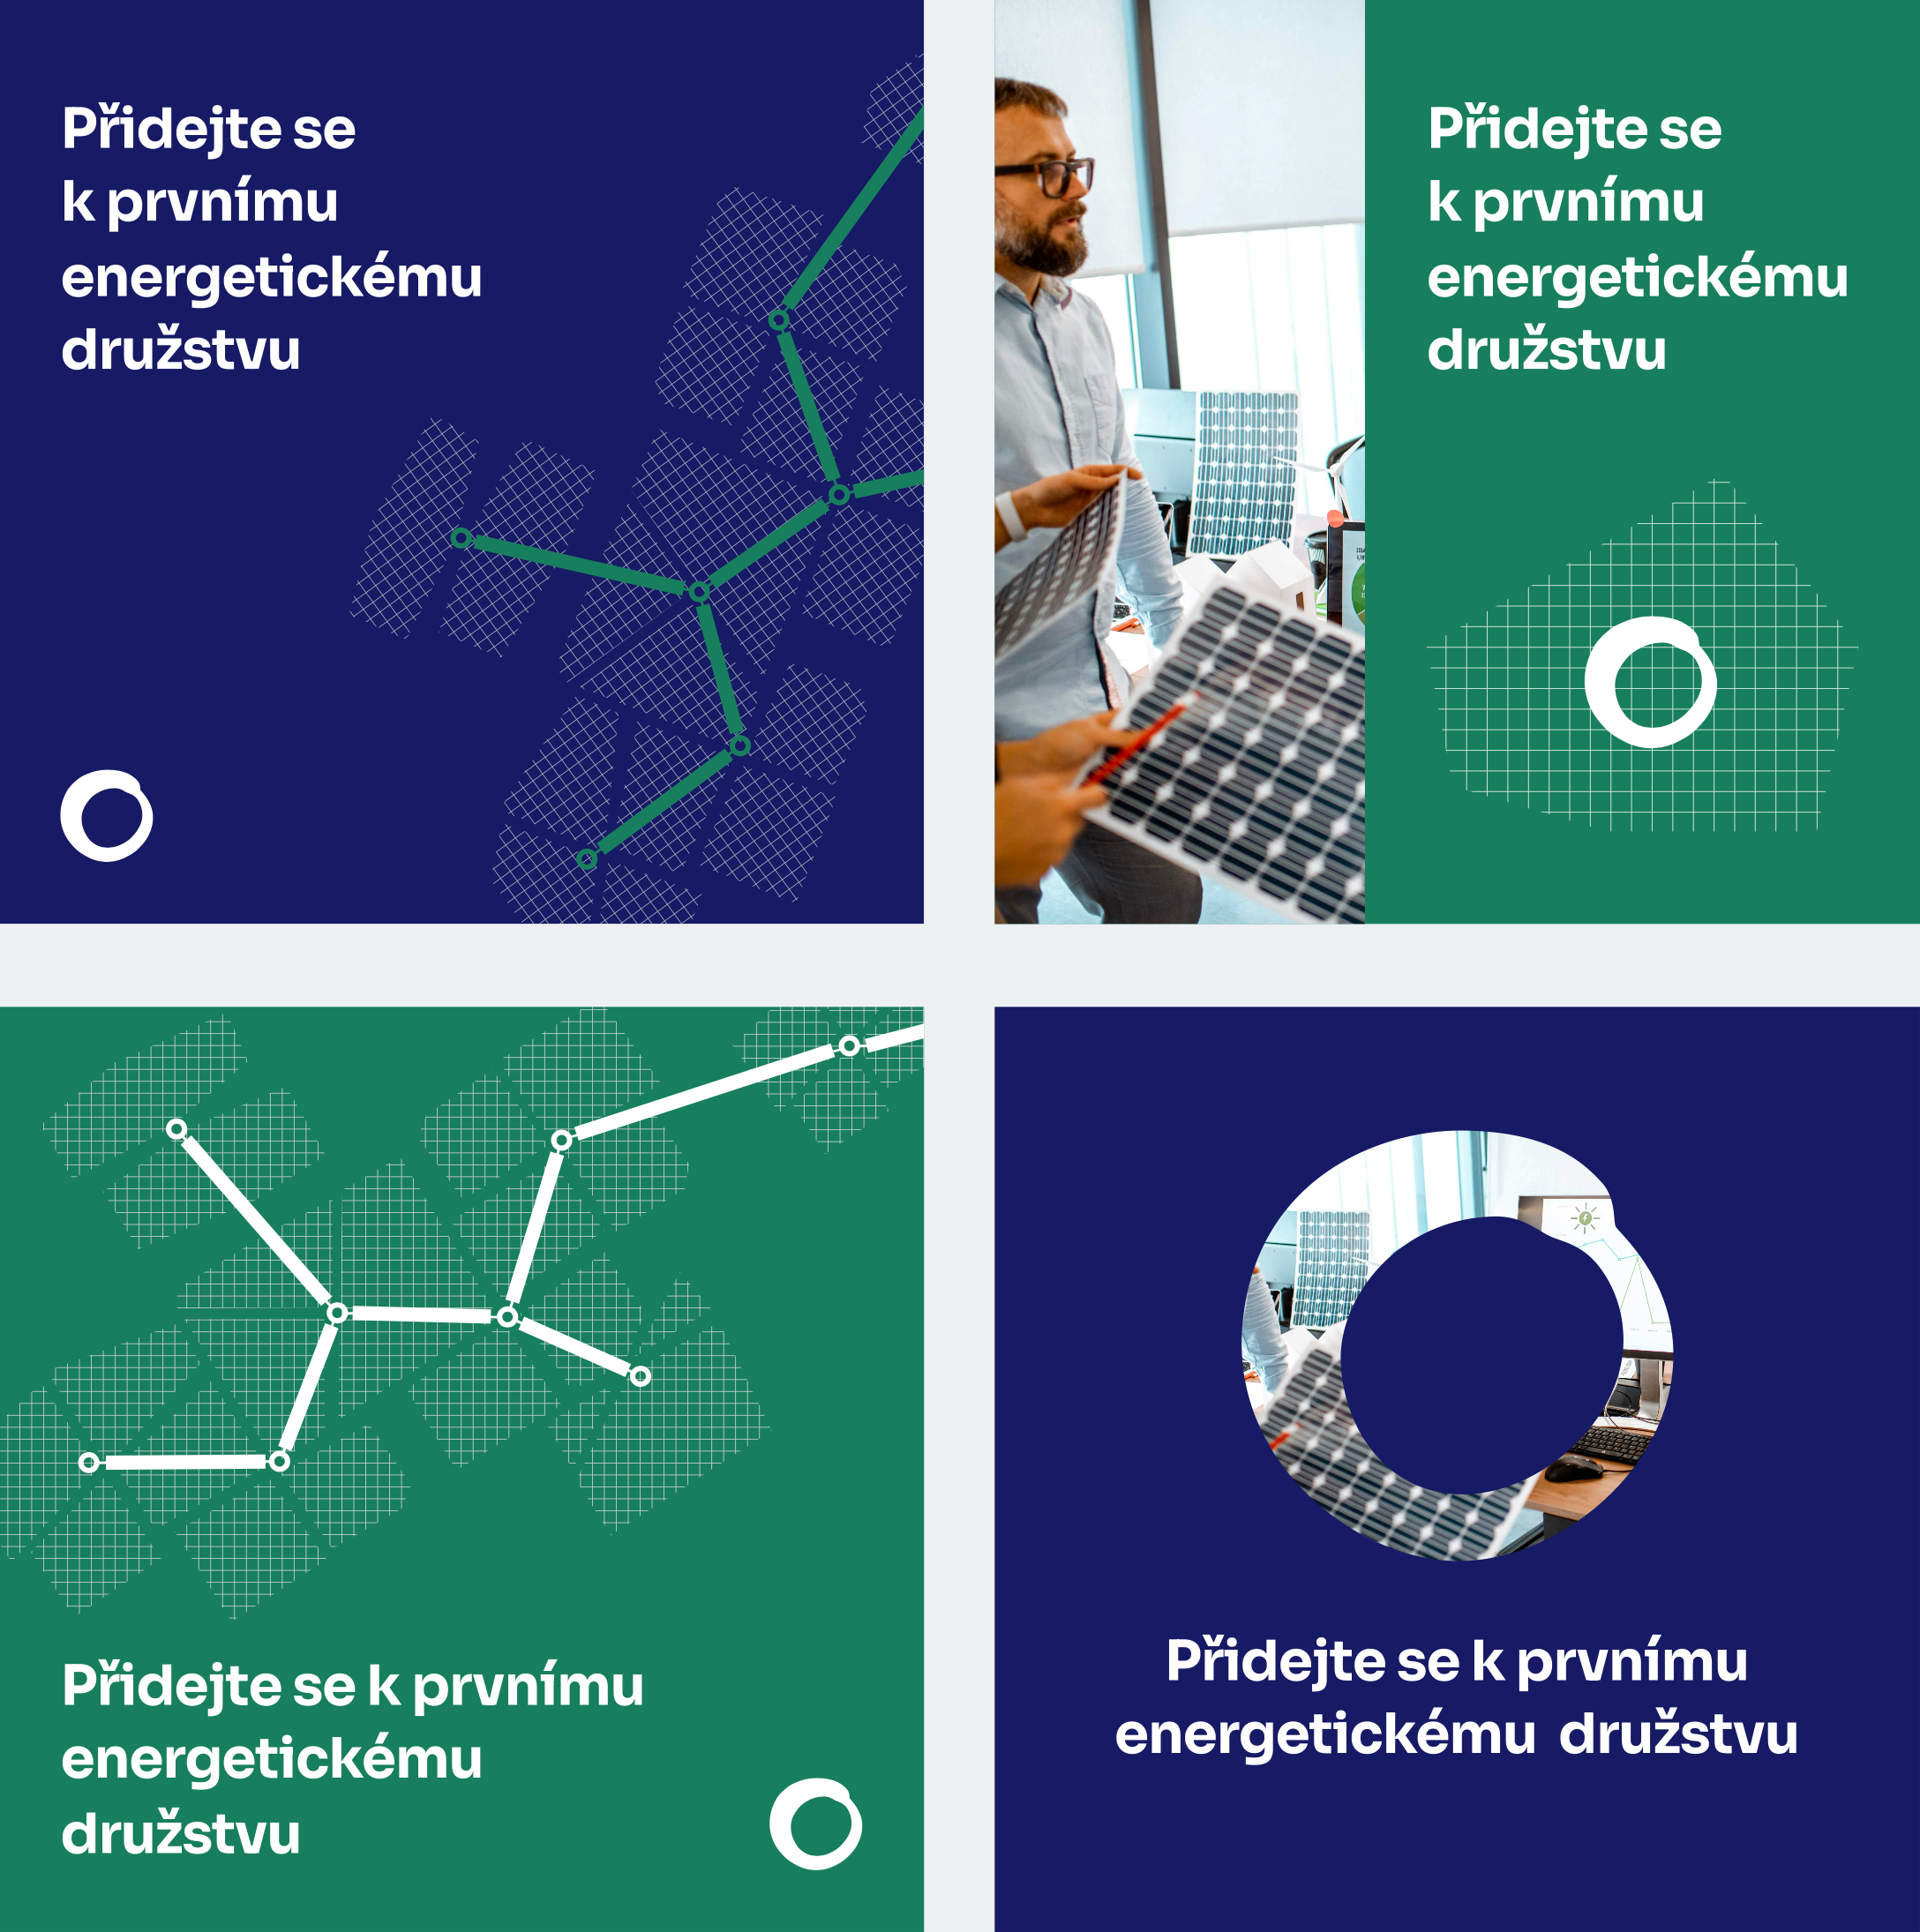 Přidejte se
k prvnímu
energetickému
družstvu
Přidejte se
k prvnímu
energetickému
družstvu
Přidejte se k prvnímu
energetickému
družstvu
Přidejte se k prvnímu
energetickému družstvu